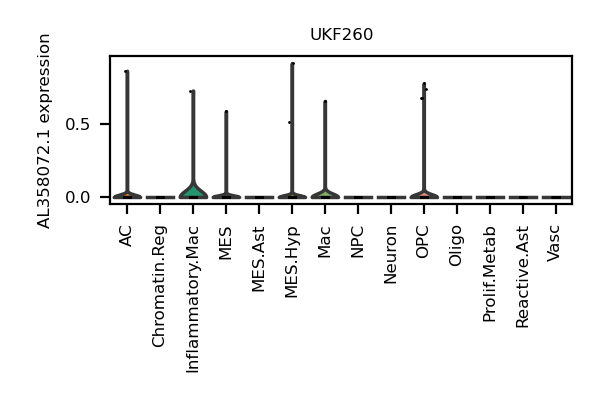 UKF260
AL358072.1 expression
0.5
0.0
AC
Chromatin.Reg
Inflammatory.Mac
MES
MES.Ast
MES.Hyp
Mac
NPC
Neuron
OPC
Oligo
Prolif.Metab
Reactive.Ast
Vasc